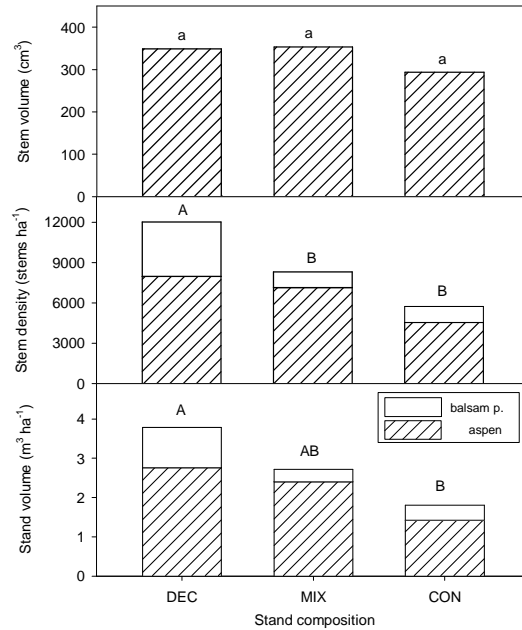 Stem volume (cm³)
400
300
200
100
0
a
a
a
Stem density (stems ha⁻¹)
12000
9000
6000
3000
0
A
B
B
Stand volume (m³ ha⁻¹)
4
3
2
1
0
A
AB
B
balsam p.
aspen
DEC MIX CON
Stand composition